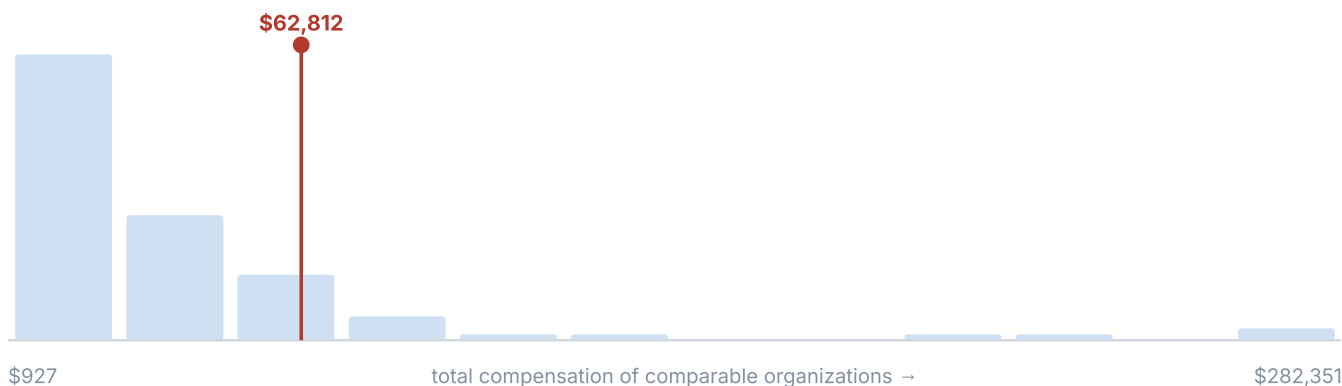 $62,812
$927
total compensation of comparable organizations →
$282,351